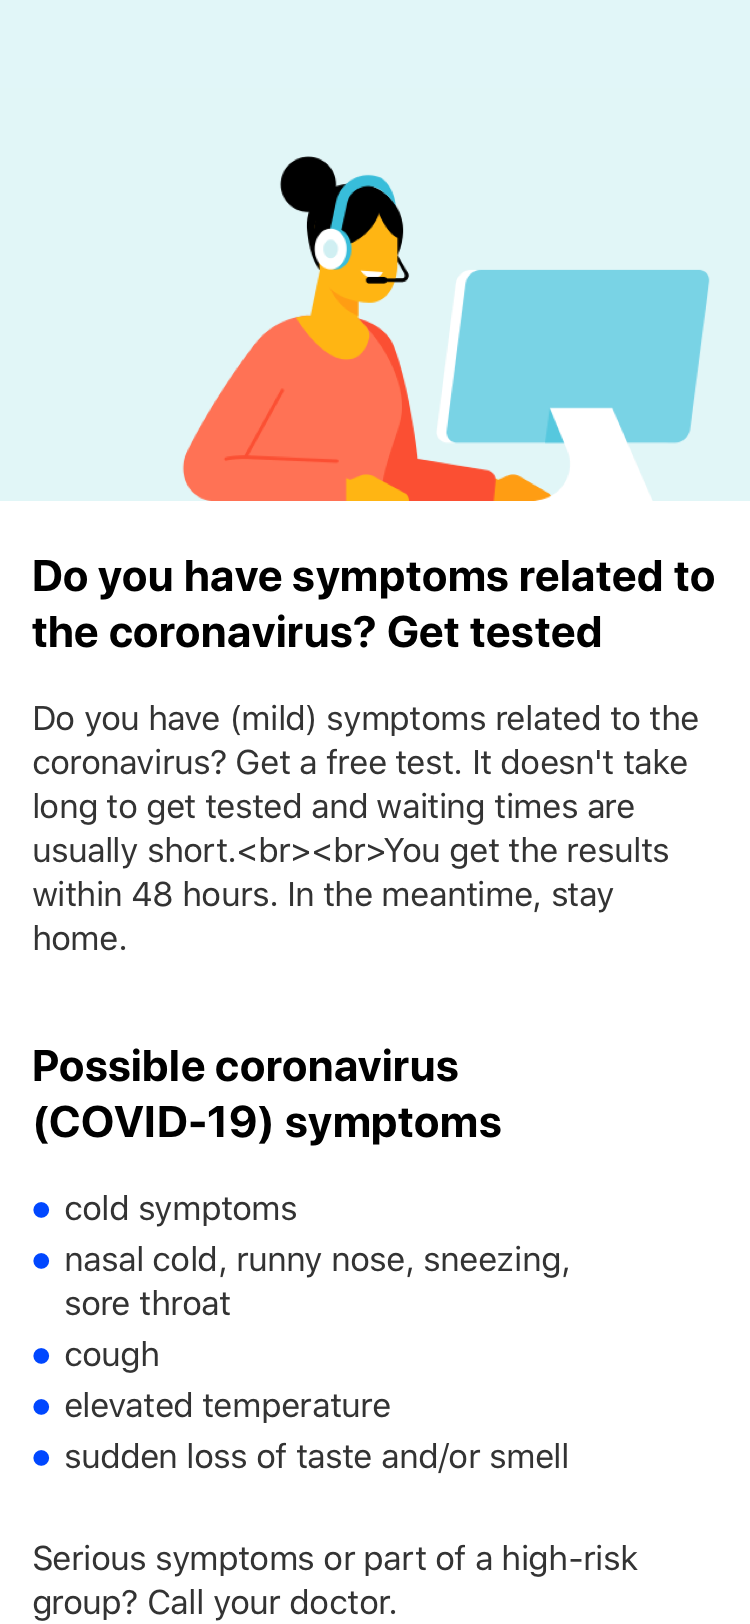 Do you have symptoms related to
the coronavirus? Get tested
Do you have (mild) symptoms related to the
coronavirus? Get a free test. It doesn't take
long to get tested and waiting times are
usually short.<br><br>You get the results
within 48 hours. In the meantime, stay
home.
Possible coronavirus
(COVID-19) symptoms
● cold symptoms
● nasal cold, runny nose, sneezing,
sore throat
● cough
● elevated temperature
● sudden loss of taste and/or smell
Serious symptoms or part of a high-risk
group? Call your doctor.